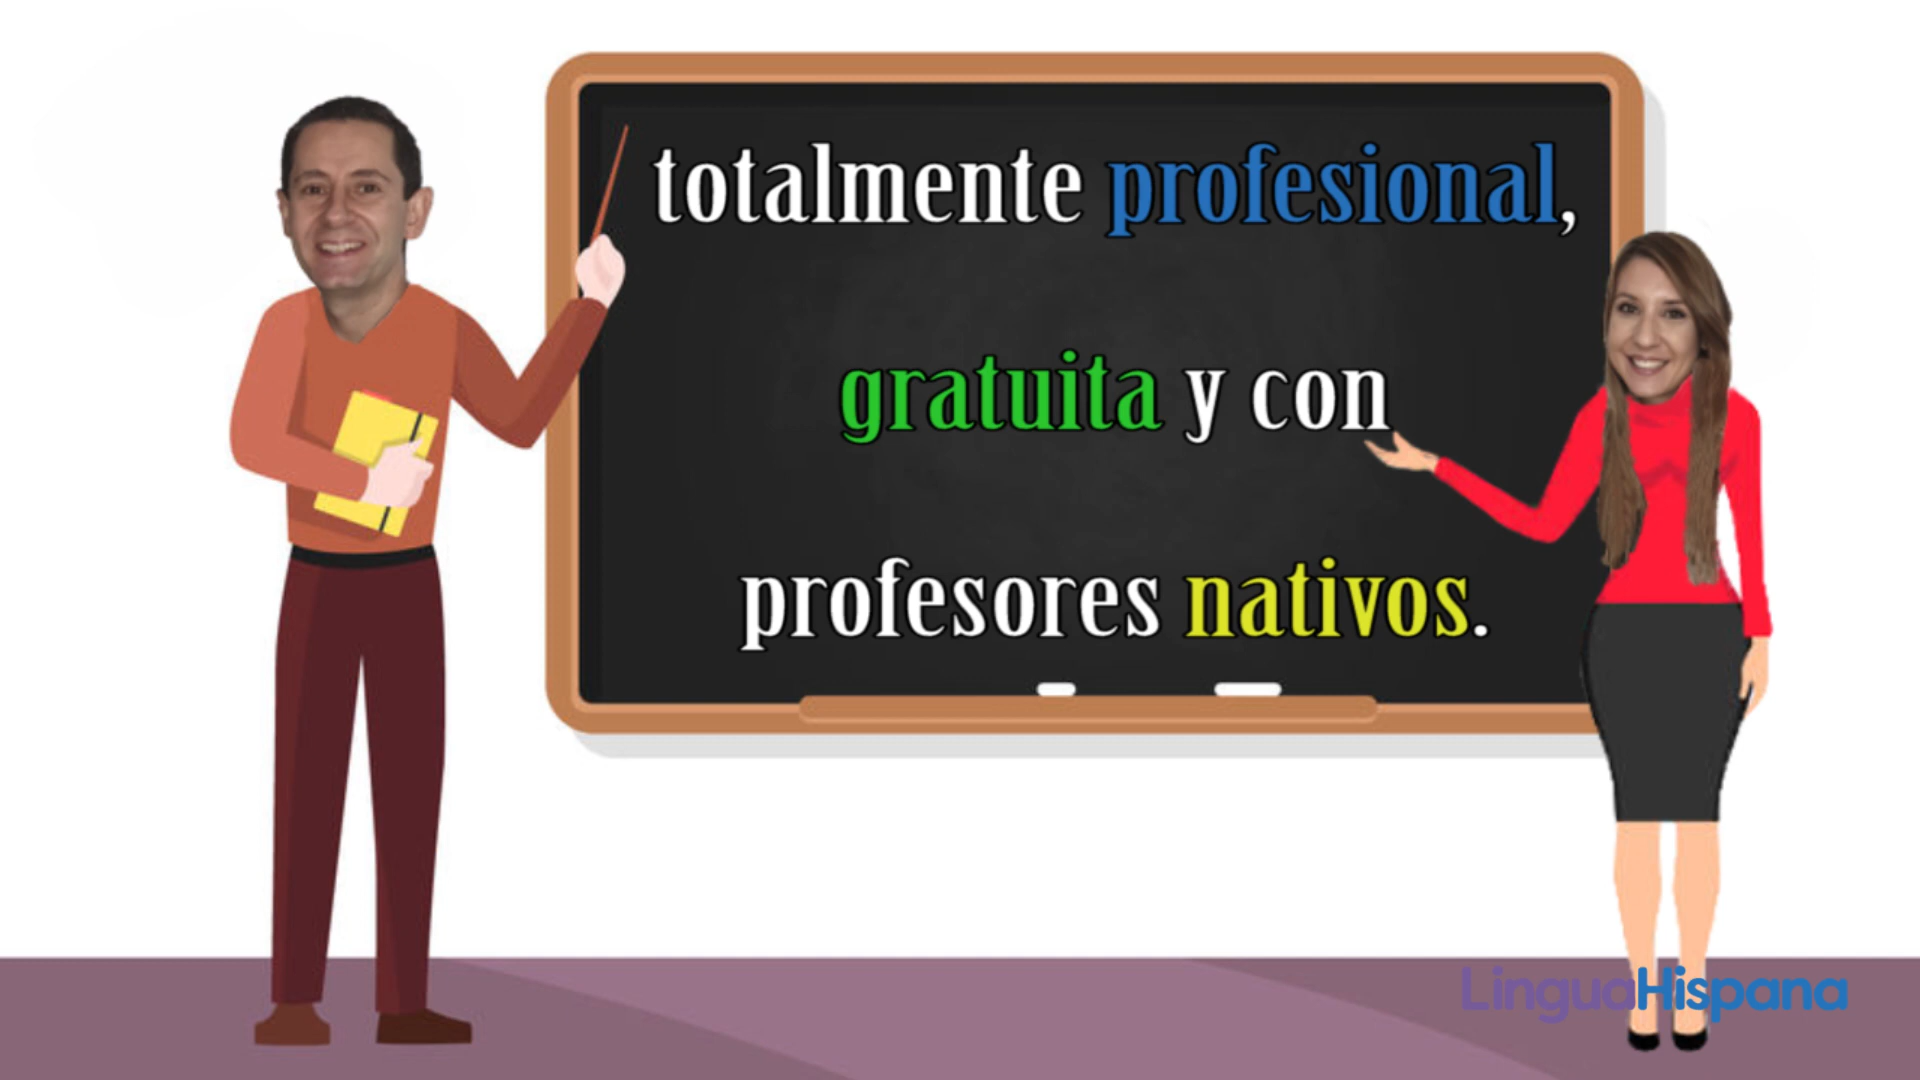 totalmente profesional,
gratuita y con
profesores nativos.
LinguaHispana